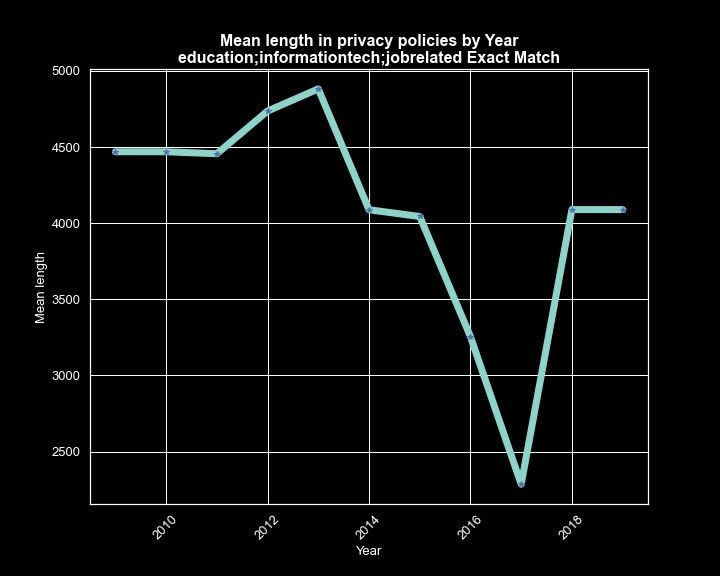 Mean length in privacy policies by Year
education;informationtech;jobrelated Exact Match
5000
4500
4000
3500
3000
2500
Mean length
2010
2012
2014
2016
2018
Year